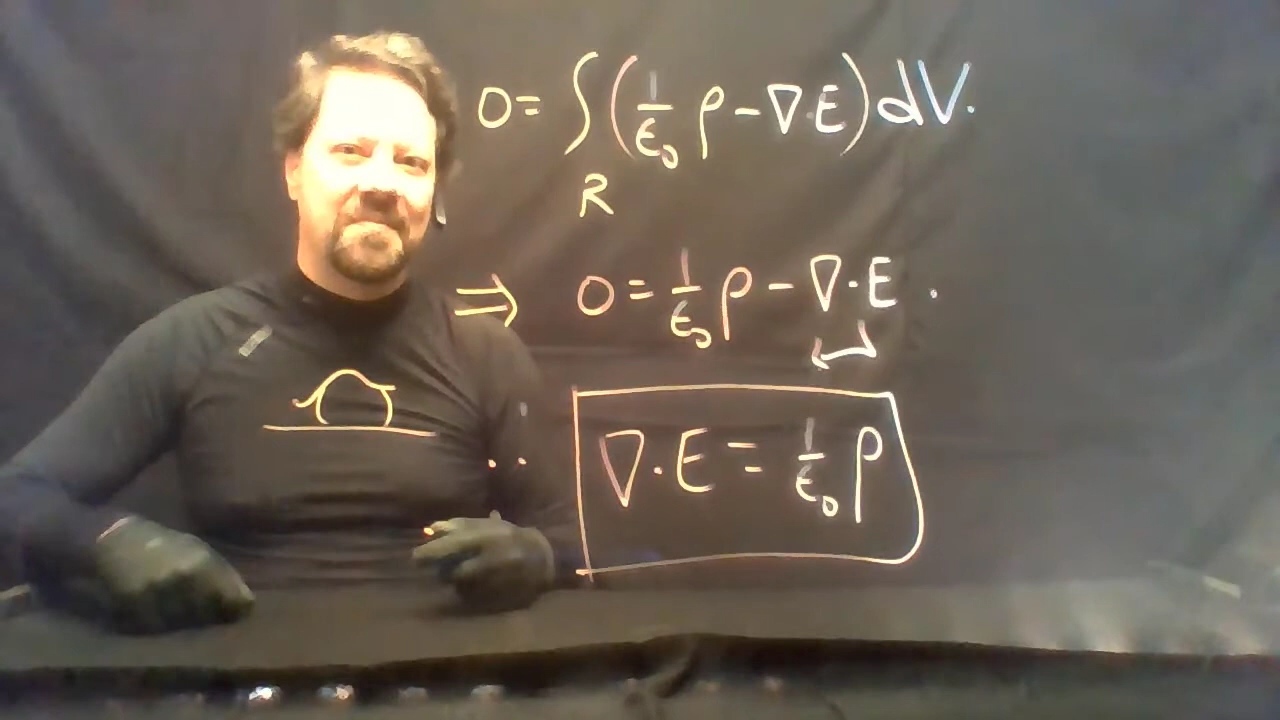 0 = ∫_R (1/ε₀ ρ − ∇·E) dV.
⇒ 0 = 1/ε₀ ρ − ∇·E .
∴ ∇·E = 1/ε₀ ρ